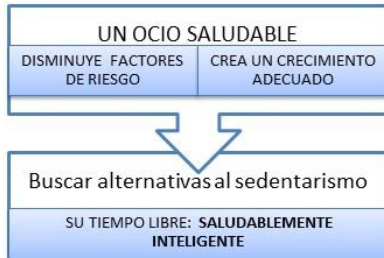 UN OCIO SALUDABLE
DISMINUYE FACTORES
DE RIESGO
CREA UN CRECIMIENTO
ADECUADO
Buscar alternativas al sedentarismo
SU TIEMPO LIBRE: SALUDABLEMENTE
INTELIGENTE